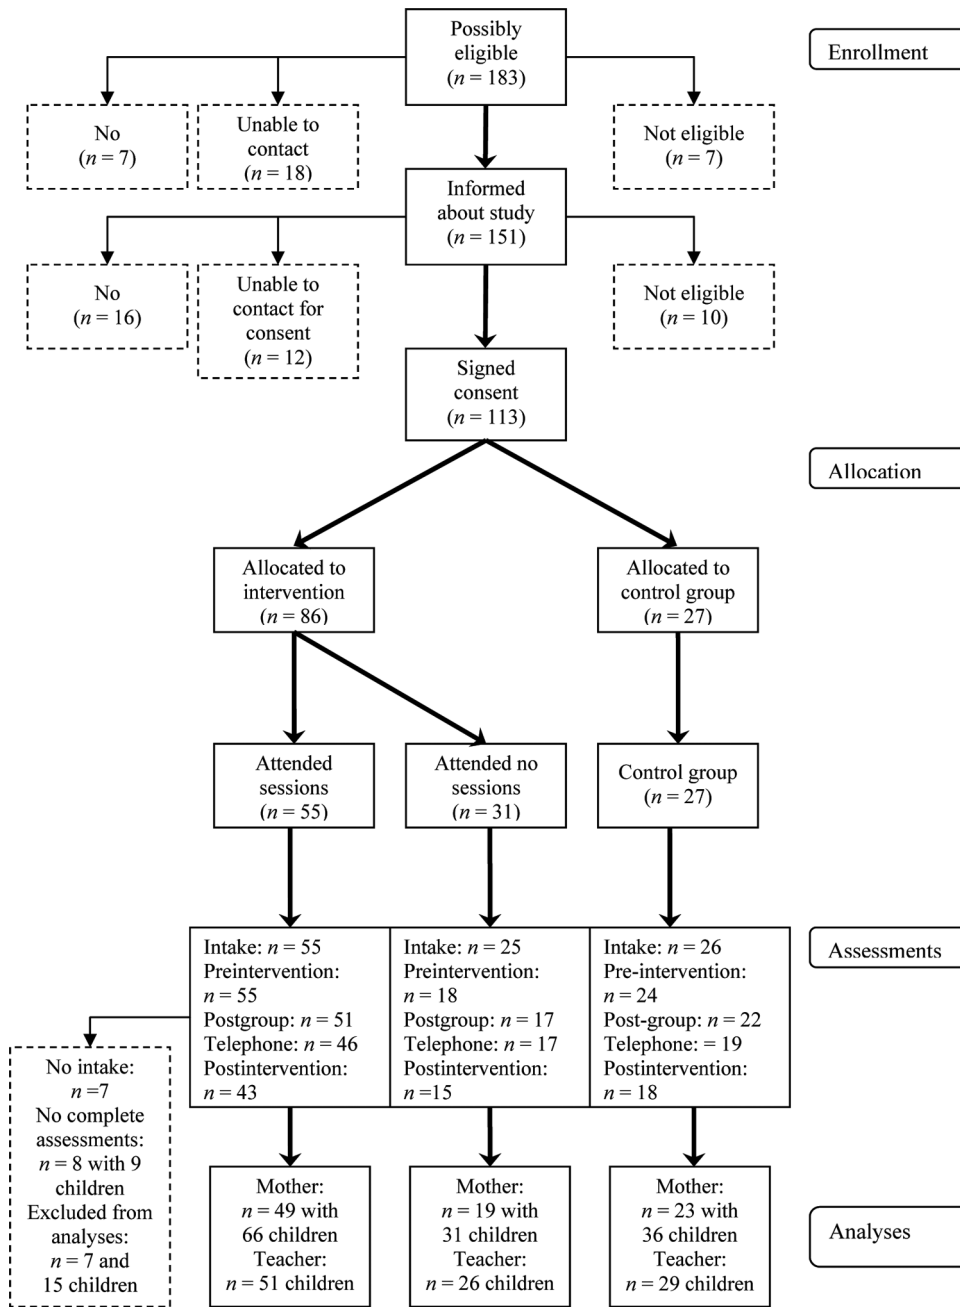 Possibly
eligible
(n = 183)
Enrollment
No
(n = 7)
Unable to
contact
(n = 18)
Not eligible
(n = 7)
Informed
about study
(n = 151)
No
(n = 16)
Unable to
contact for
consent
(n = 12)
Not eligible
(n = 10)
Signed
consent
(n = 113)
Allocation
Allocated to
intervention
(n = 86)
Allocated to
control group
(n = 27)
Attended
sessions
(n = 55)
Attended no
sessions
(n = 31)
Control group
(n = 27)
Assessments
Intake: n = 55
Preintervention:
n = 55
Postgroup: n = 51
Telephone: n = 46
Postintervention:
n = 43
Intake: n = 25
Preintervention:
n = 18
Postgroup: n = 17
Telephone: n = 17
Postintervention:
n =15
Intake: n = 26
Pre-intervention:
n = 24
Post-group: n = 22
Telephone: = 19
Postintervention:
n = 18
No intake:
n =7
No complete
assessments:
n = 8 with 9
children
Excluded from
analyses:
n = 7 and
15 children
Mother:
n = 49 with
66 children
Teacher:
n = 51 children
Mother:
n = 19 with
31 children
Teacher:
n = 26 children
Mother:
n = 23 with
36 children
Teacher:
n = 29 children
Analyses